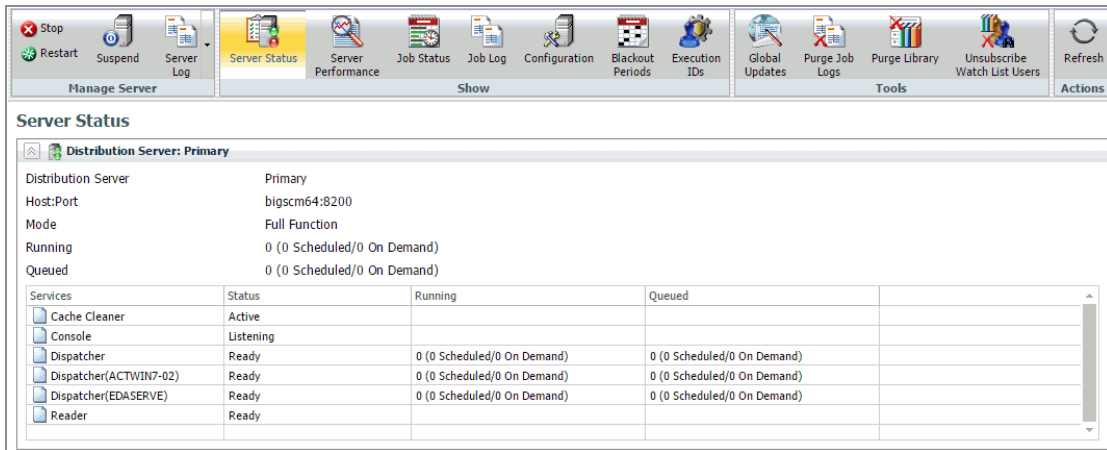 Stop
Restart
Suspend
Server Log
Manage Server
Server Status
Server Performance
Job Status
Job Log
Configuration
Blackout Periods
Execution IDs
Show
Global Updates
Purge Job Logs
Purge Library
Unsubscribe Watch List Users
Tools
Refresh
Actions
Server Status
Distribution Server: Primary
Distribution Server Primary
Host:Port bigscm64:8200
Mode Full Function
Running 0 (0 Scheduled/0 On Demand)
Queued 0 (0 Scheduled/0 On Demand)
Services Status Running Queued
Cache Cleaner Active
Console Listening
Dispatcher Ready 0 (0 Scheduled/0 On Demand) 0 (0 Scheduled/0 On Demand)
Dispatcher(ACTWIN7-02) Ready 0 (0 Scheduled/0 On Demand) 0 (0 Scheduled/0 On Demand)
Dispatcher(EDASERVE) Ready 0 (0 Scheduled/0 On Demand) 0 (0 Scheduled/0 On Demand)
Reader Ready